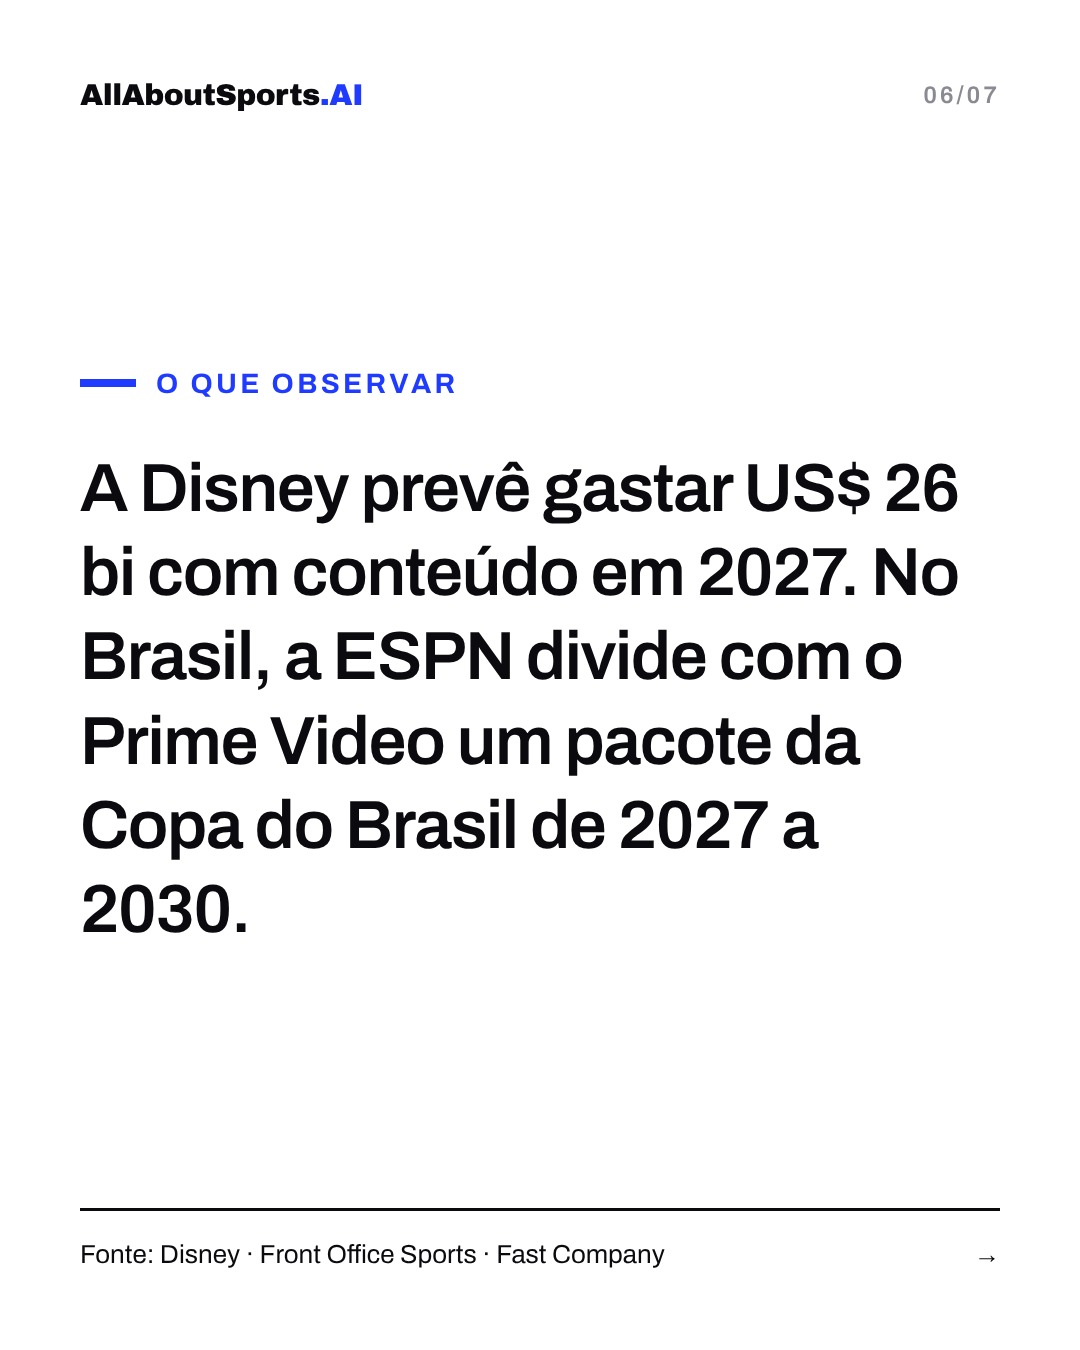 AllAboutSports.AI
06/07
O QUE OBSERVAR
A Disney prevê gastar US$ 26
bi com conteúdo em 2027. No
Brasil, a ESPN divide com o
Prime Video um pacote da
Copa do Brasil de 2027 a
2030.
Fonte: Disney · Front Office Sports · Fast Company
→